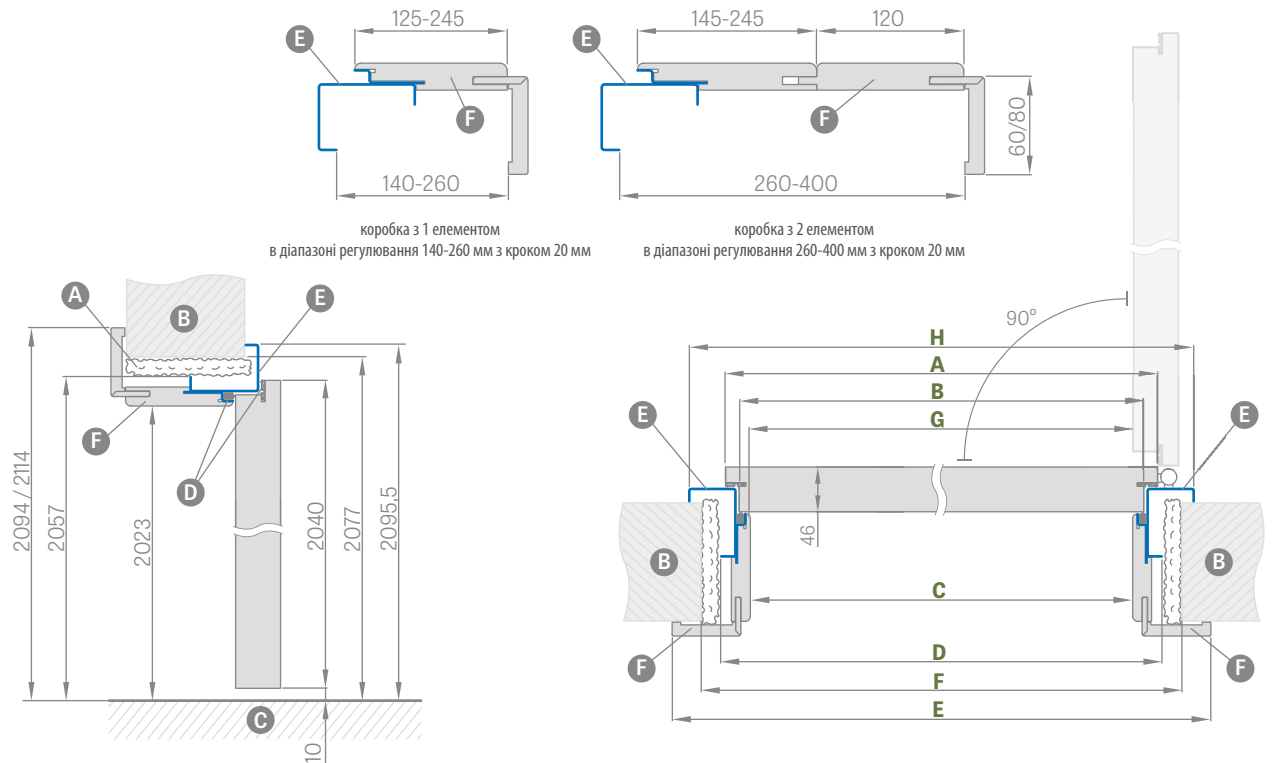 125-245
145-245
120
E
E
F
F
60/80
140-260
260-400
коробка з 1 елементом
в діапазоні регулювання 140-260 мм з кроком 20 мм
коробка з 2 елементом
в діапазоні регулювання 260-400 мм з кроком 20 мм
A
B
E
F
D
2094 / 2114
2057
2023
2040
2077
2095,5
C
10
90°
H
A
B
G
E
E
46
B
B
C
F
F
D
F
E